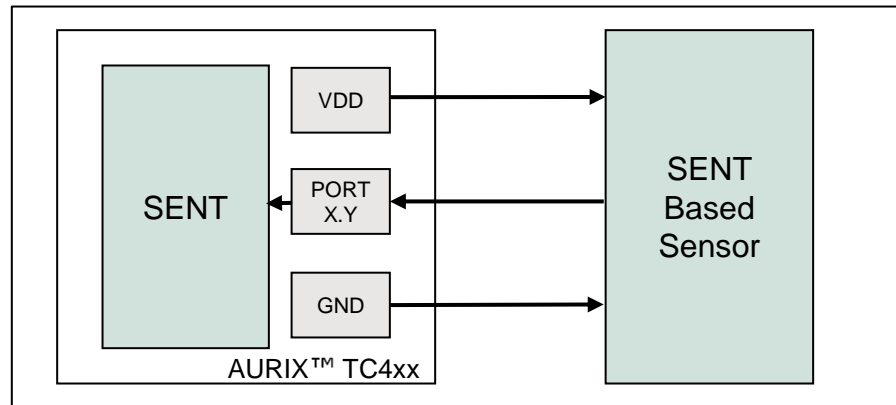 VDD
SENT
PORT
X.Y
GND
AURIX™ TC4xx
SENT
Based
Sensor